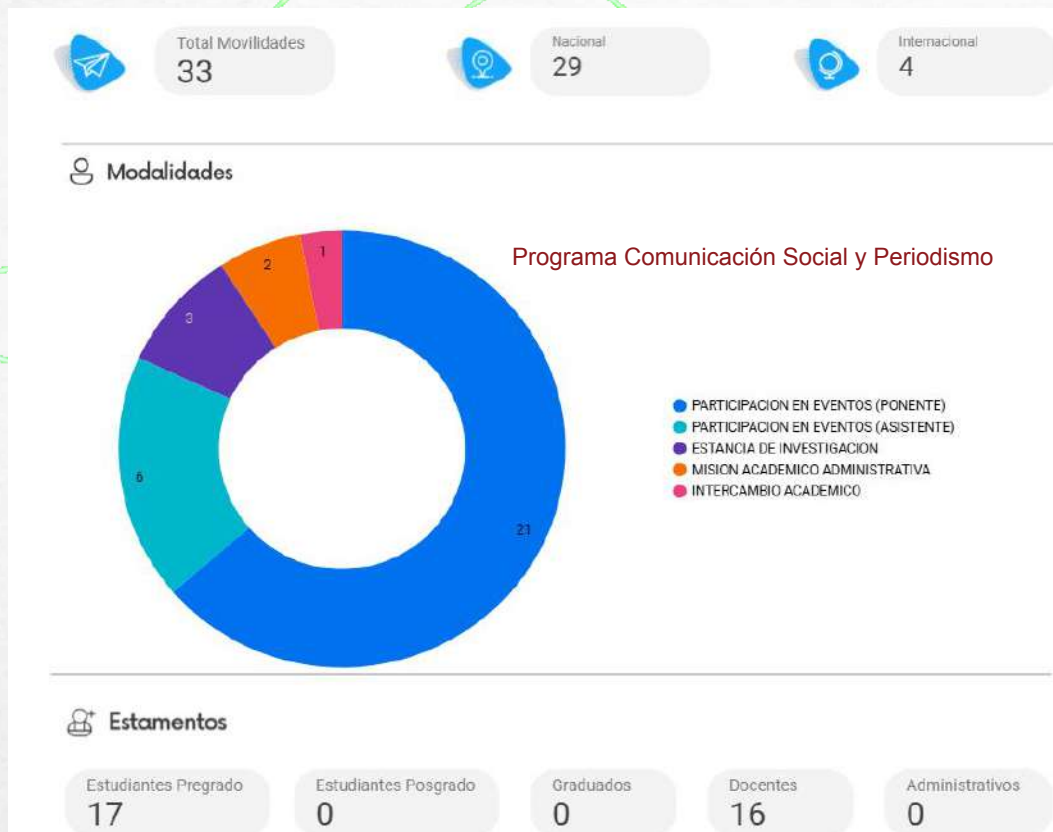 Total Movilidades
33
Nacional
29
Internacional
4
Modalidades
Programa Comunicación Social y Periodismo
1
2
3
6
21
PARTICIPACION EN EVENTOS (PONENTE)
PARTICIPACION EN EVENTOS (ASISTENTE)
ESTANCIA DE INVESTIGACION
MISION ACADEMICO ADMINISTRATIVA
INTERCAMBIO ACADEMICO
Estamentos
Estudiantes Pregrado
17
Estudiantes Posgrado
0
Graduados
0
Docentes
16
Administrativos
0